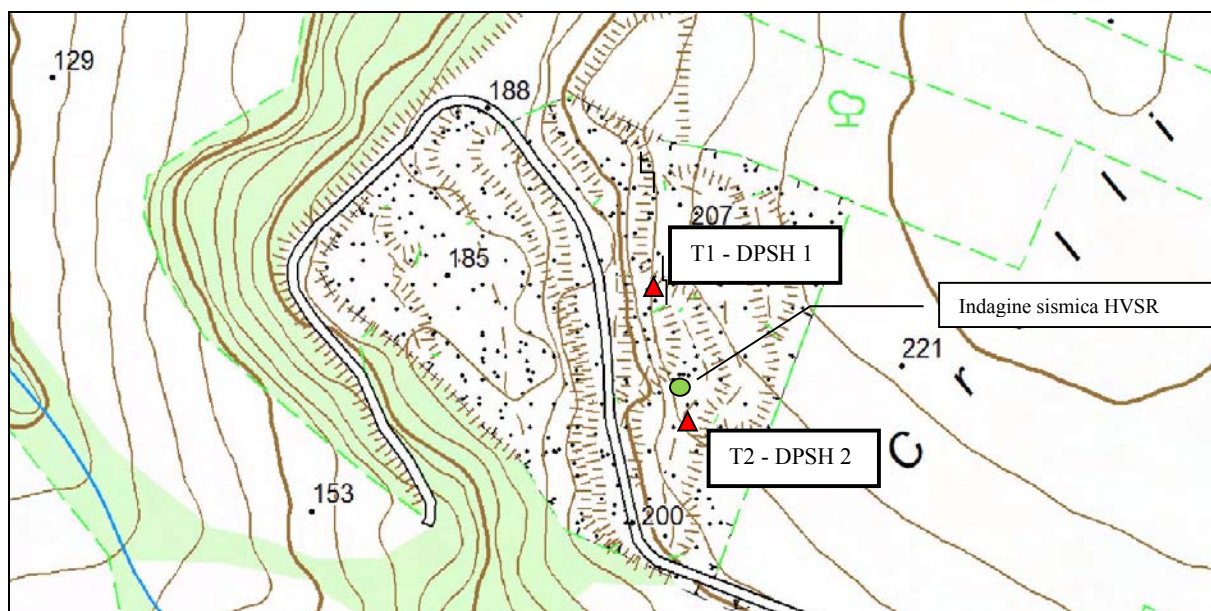 129
188
207
T1 - DPSH 1
185
Indagine sismica HVSR
221
r
C
T2 - DPSH 2
153
200